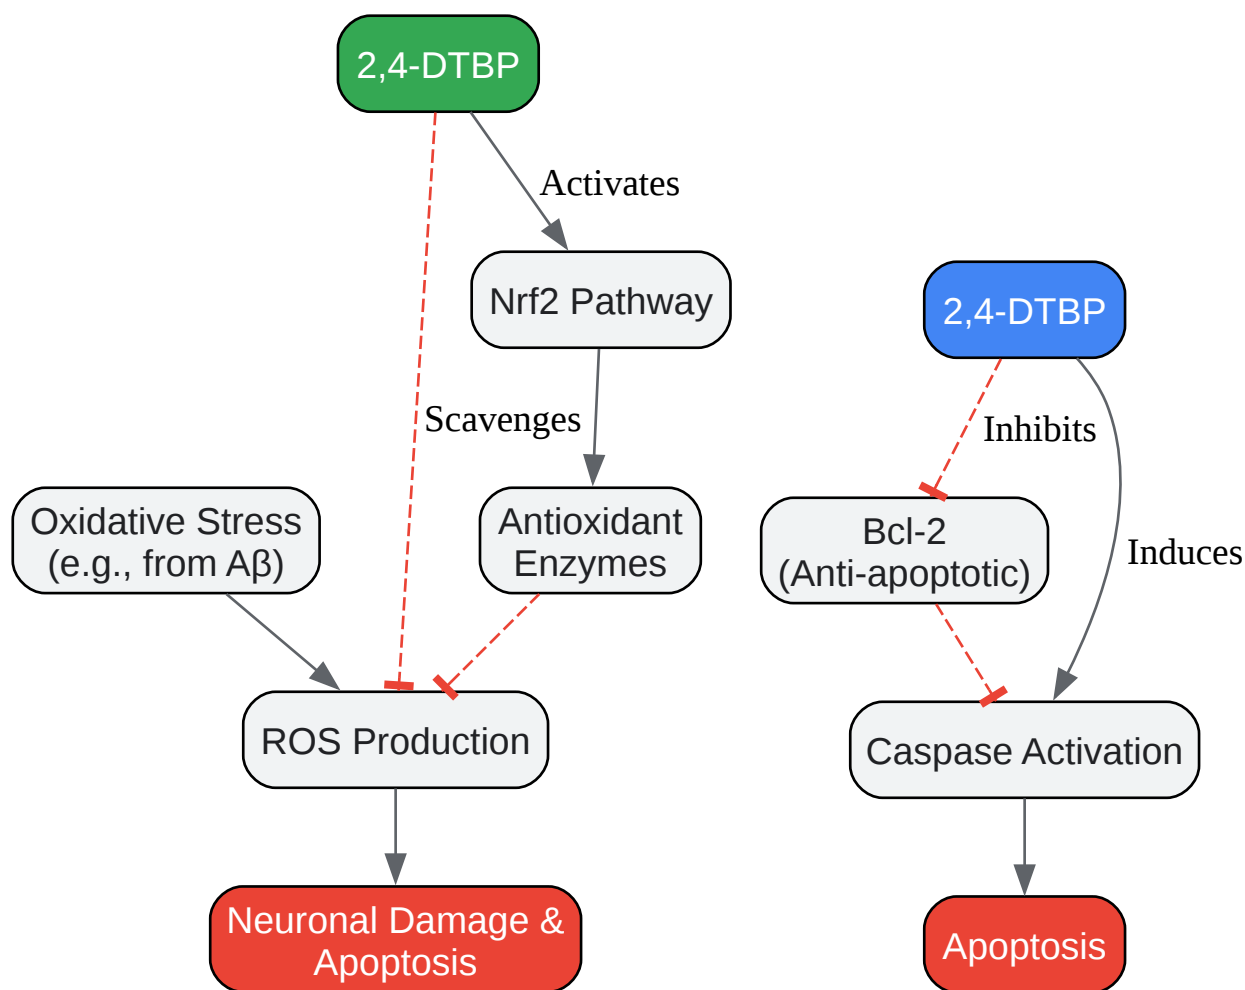 2,4-DTBP
Activates
Nrf2 Pathway
Scavenges
Oxidative Stress
(e.g., from Aβ)
Antioxidant
Enzymes
ROS Production
Neuronal Damage &
Apoptosis
2,4-DTBP
Inhibits
Bcl-2
(Anti-apoptotic)
Induces
Caspase Activation
Apoptosis